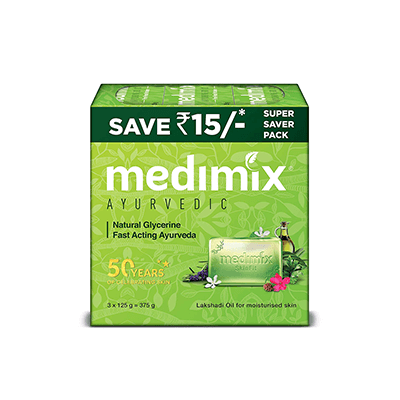 SAVE ₹15/-*
SUPER
SAVER
PACK
medimix
AYURVEDIC
Natural Glycerine
Fast Acting Ayurveda
50 YEARS
3 x 125 g = 375 g
medimix
Lakshadi Oil for moisturised skin